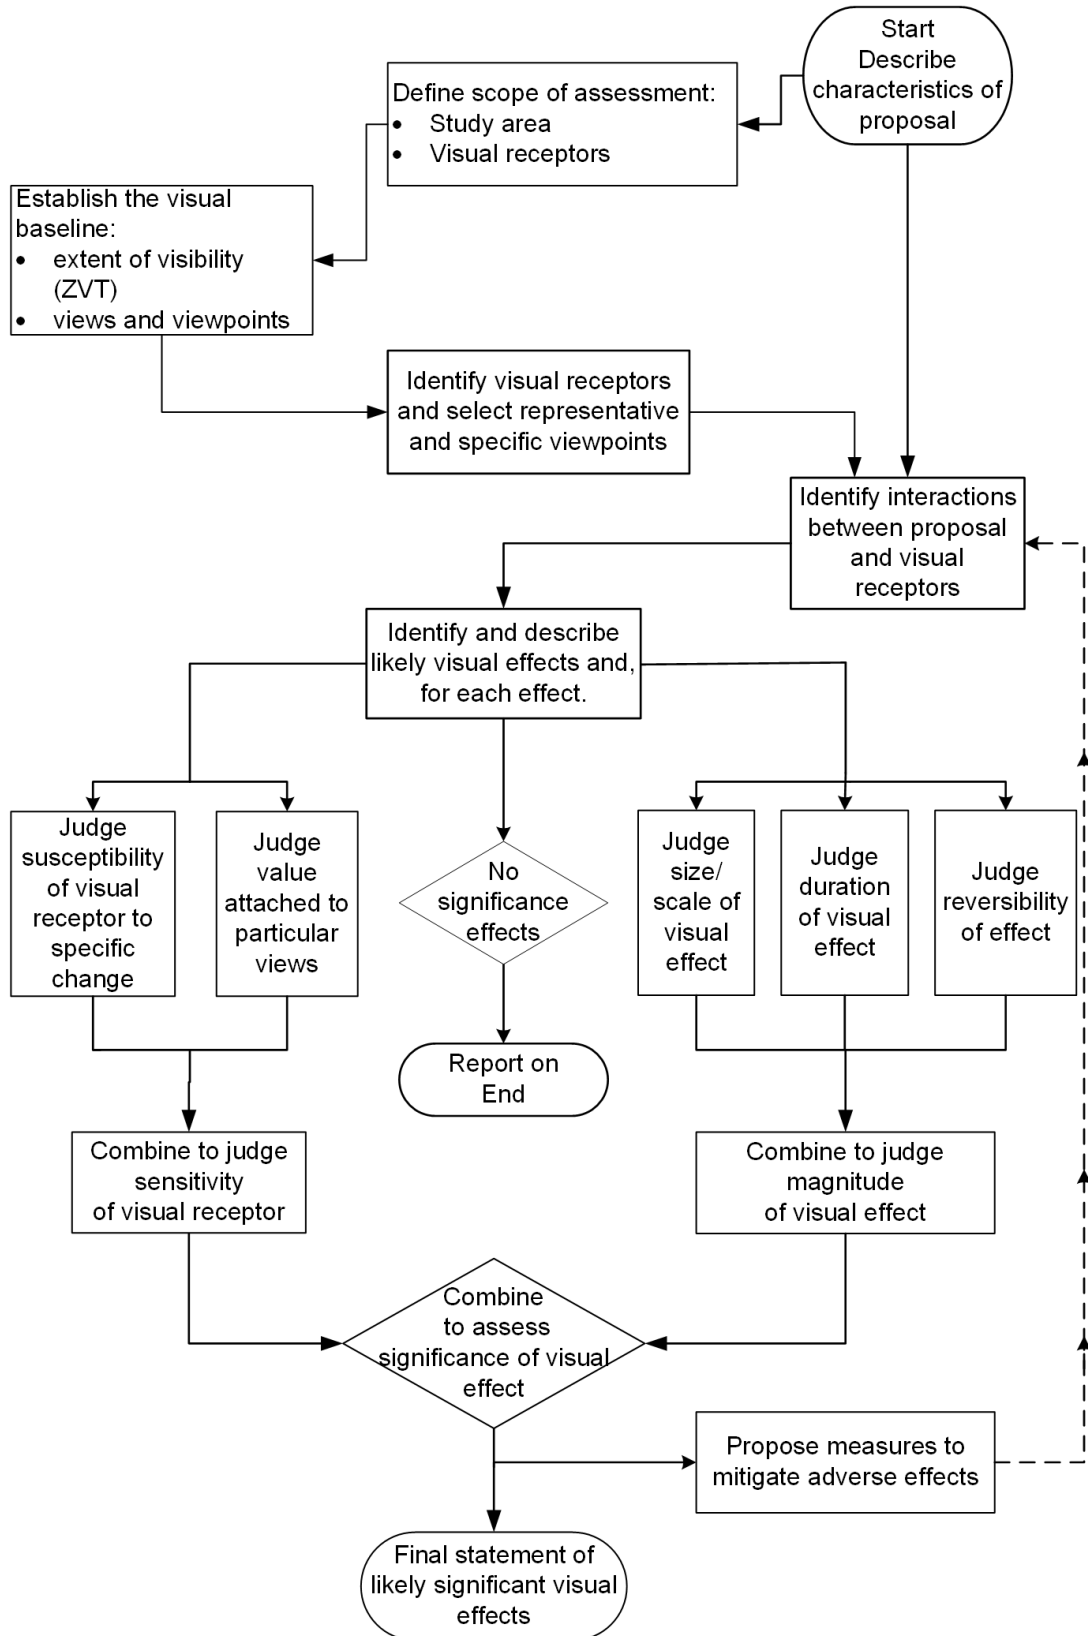 Start
Describe
characteristics of
proposal
Define scope of assessment:
• Study area
• Visual receptors
Establish the visual
baseline:
• extent of visibility
(ZVT)
• views and viewpoints
Identify visual receptors
and select representative
and specific viewpoints
Identify interactions
between proposal
and visual
receptors
Identify and describe
likely visual effects and,
for each effect.
Judge
susceptibility
of visual
receptor to
specific
change
Judge
value
attached to
particular
views
No
significance
effects
Judge
size/
scale of
visual
effect
Judge
duration
of visual
effect
Judge
reversibility
of effect
Report on
End
Combine to judge
sensitivity
of visual receptor
Combine to judge
magnitude
of visual effect
Combine
to assess
significance of visual
effect
Propose measures to
mitigate adverse effects
Final statement of
likely significant visual
effects